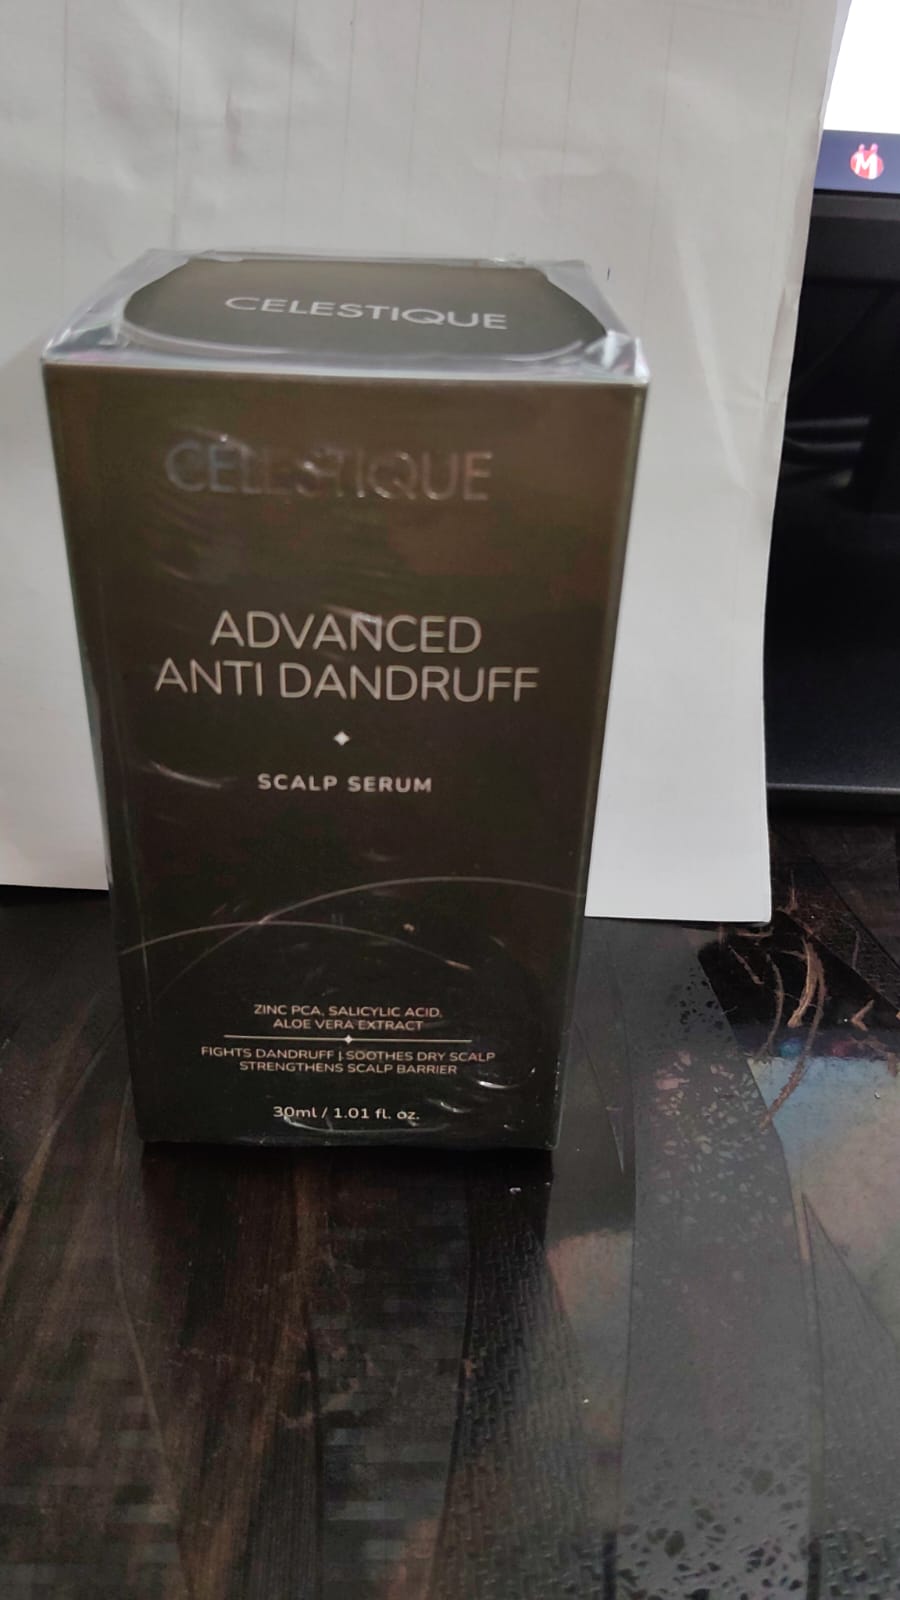 CELESTIQUE
CELESTIQUE
ADVANCED
ANTI DANDRUFF
SCALP SERUM
ZINC PCA, SALICYLIC ACID,
ALOE VERA EXTRACT
FIGHTS DANDRUFF | SOOTHES DRY SCALP
STRENGTHENS SCALP BARRIER
30ml / 1.01 fl. oz.
M